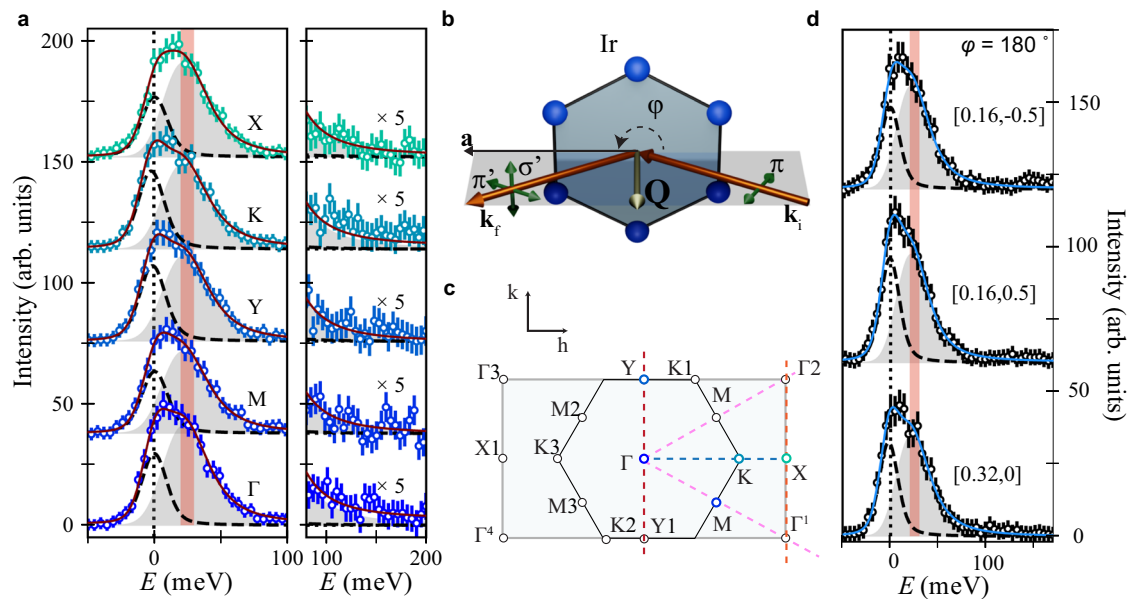 a
Intensity (arb. units)
200
150
100
50
0
X
K
Y
M
Γ
0
100
E (meV)
× 5
× 5
× 5
× 5
× 5
100
200
E (meV)
b
Ir
φ
a
π'
σ'
π
Q
k_f
k_i
c
k
h
Γ3
Y
K1
Γ2
M2
M
X1
K3
Γ
K
X
M3
M
Γ⁴
K2
Y1
Γ¹
d
φ = 180 °
[0.16,-0.5]
[0.16,0.5]
[0.32,0]
150
100
50
0
Intensity (arb. units)
0
100
E (meV)